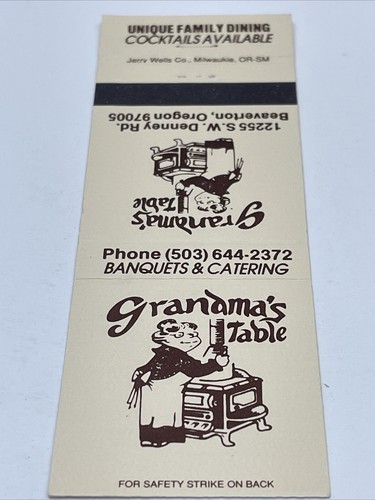 UNIQUE FAMILY DINING
COCKTAILS AVAILABLE
Jerry Wells Co., Milwaukie, OR-SM
12255 S.W. Denney Rd.
Beaverton, Oregon 97005
Grandma's
Table
Phone (503) 644-2372
BANQUETS & CATERING
Grandma's
Table
FOR SAFETY STRIKE ON BACK